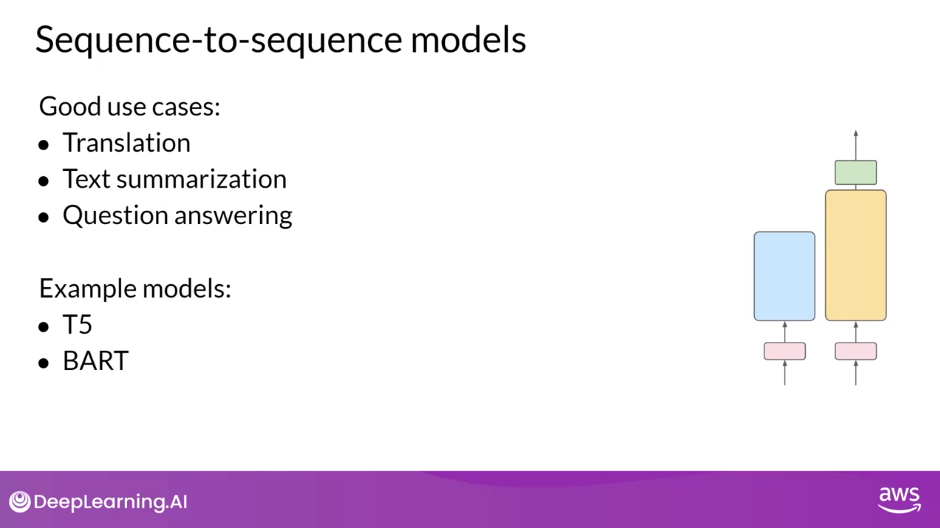 Sequence-to-sequence models
Good use cases:
● Translation
● Text summarization
● Question answering
Example models:
● T5
● BART
DeepLearning.AI
aws